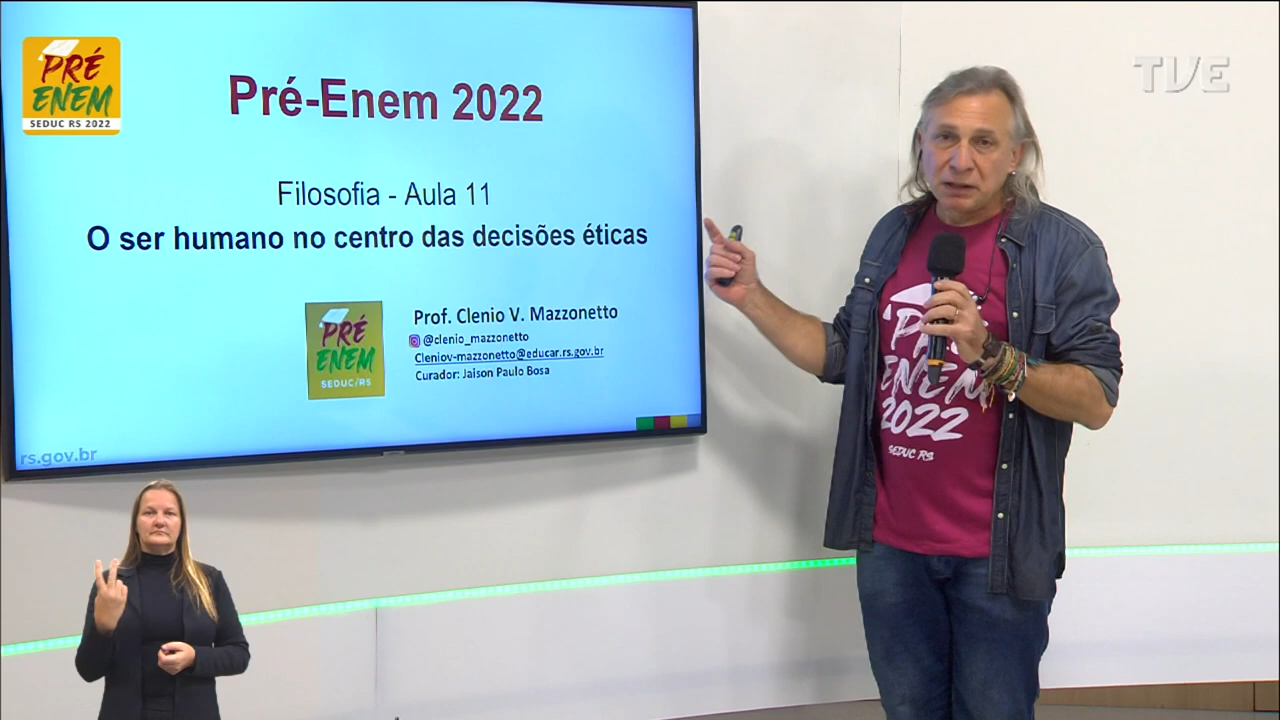 PRÉ
ENEM
SEDUC RS 2022
Pré-Enem 2022
Filosofia - Aula 11
O ser humano no centro das decisões éticas
PRÉ
ENEM
SEDUC/RS
Prof. Clenio V. Mazzonetto
@clenio_mazzonetto
Cleniov-mazzonetto@educar.rs.gov.br
Curador: Jaison Paulo Bosa
rs.gov.br
TVE
PRÉ
ENEM
2022
SEDUC RS